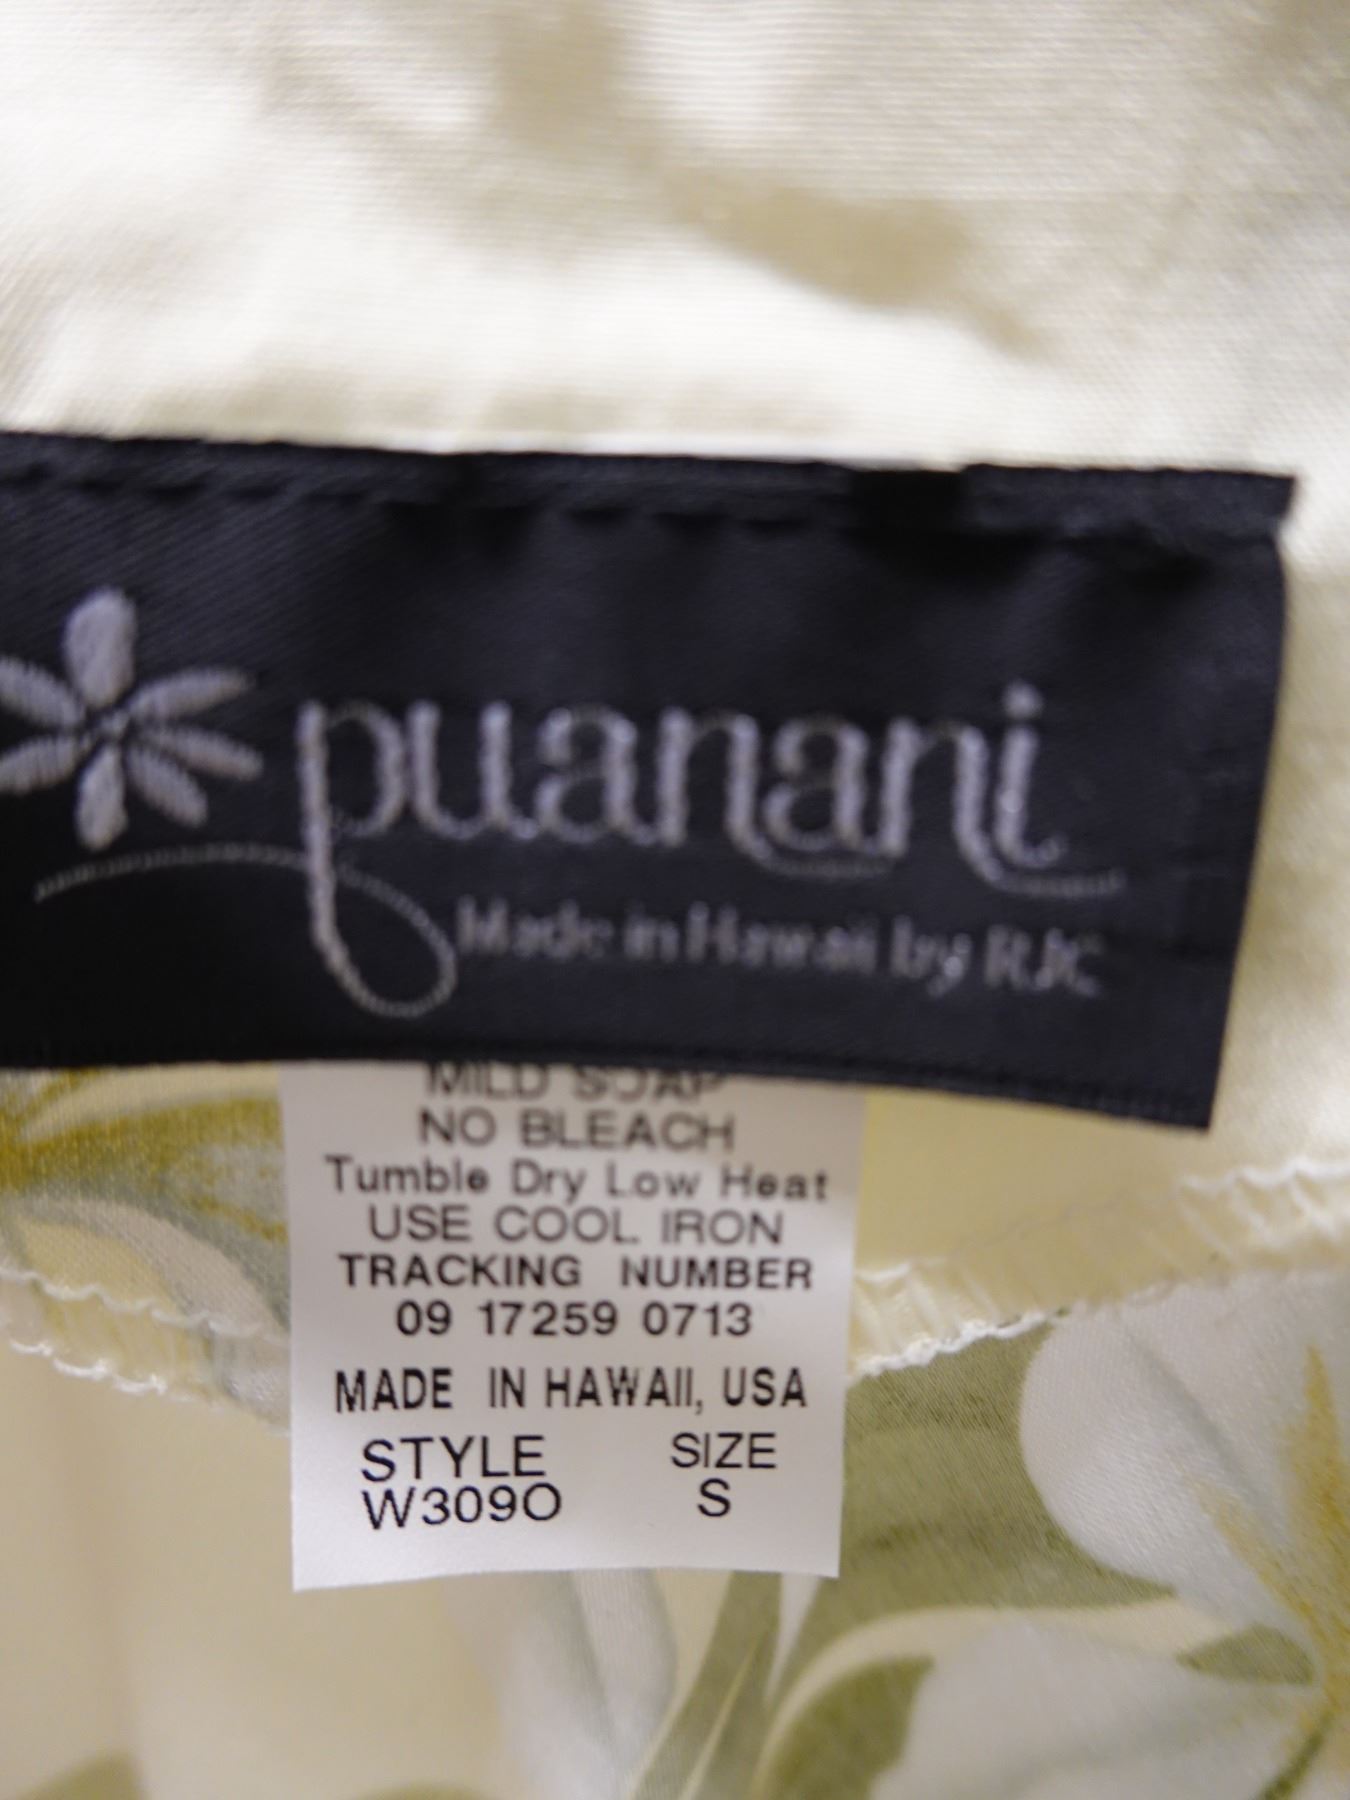 puanani
Made in Hawaii by RJC
MILD SOAP
NO BLEACH
Tumble Dry Low Heat
USE COOL IRON
TRACKING NUMBER
09 17259 0713
MADE IN HAWAII, USA
STYLE SIZE
W309O S